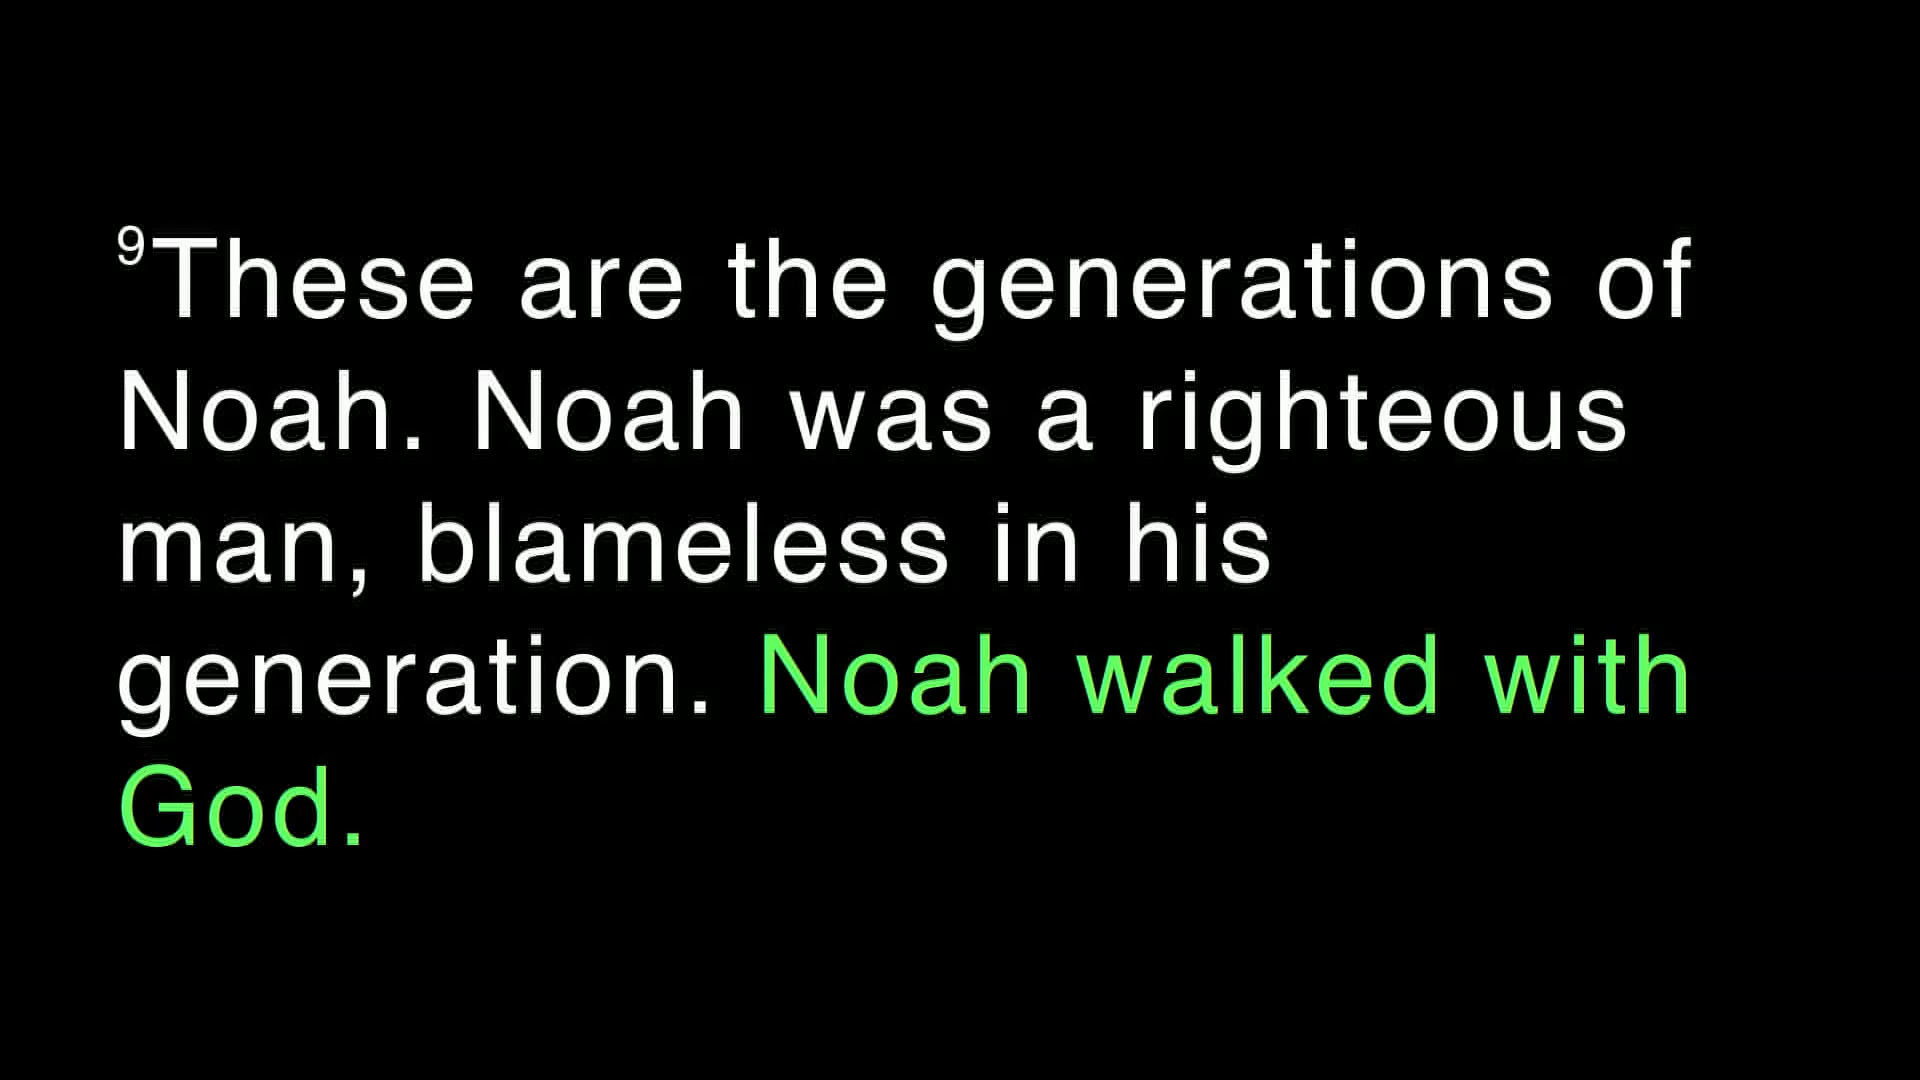 ⁹These are the generations of
Noah. Noah was a righteous
man, blameless in his
generation. Noah walked with
God.